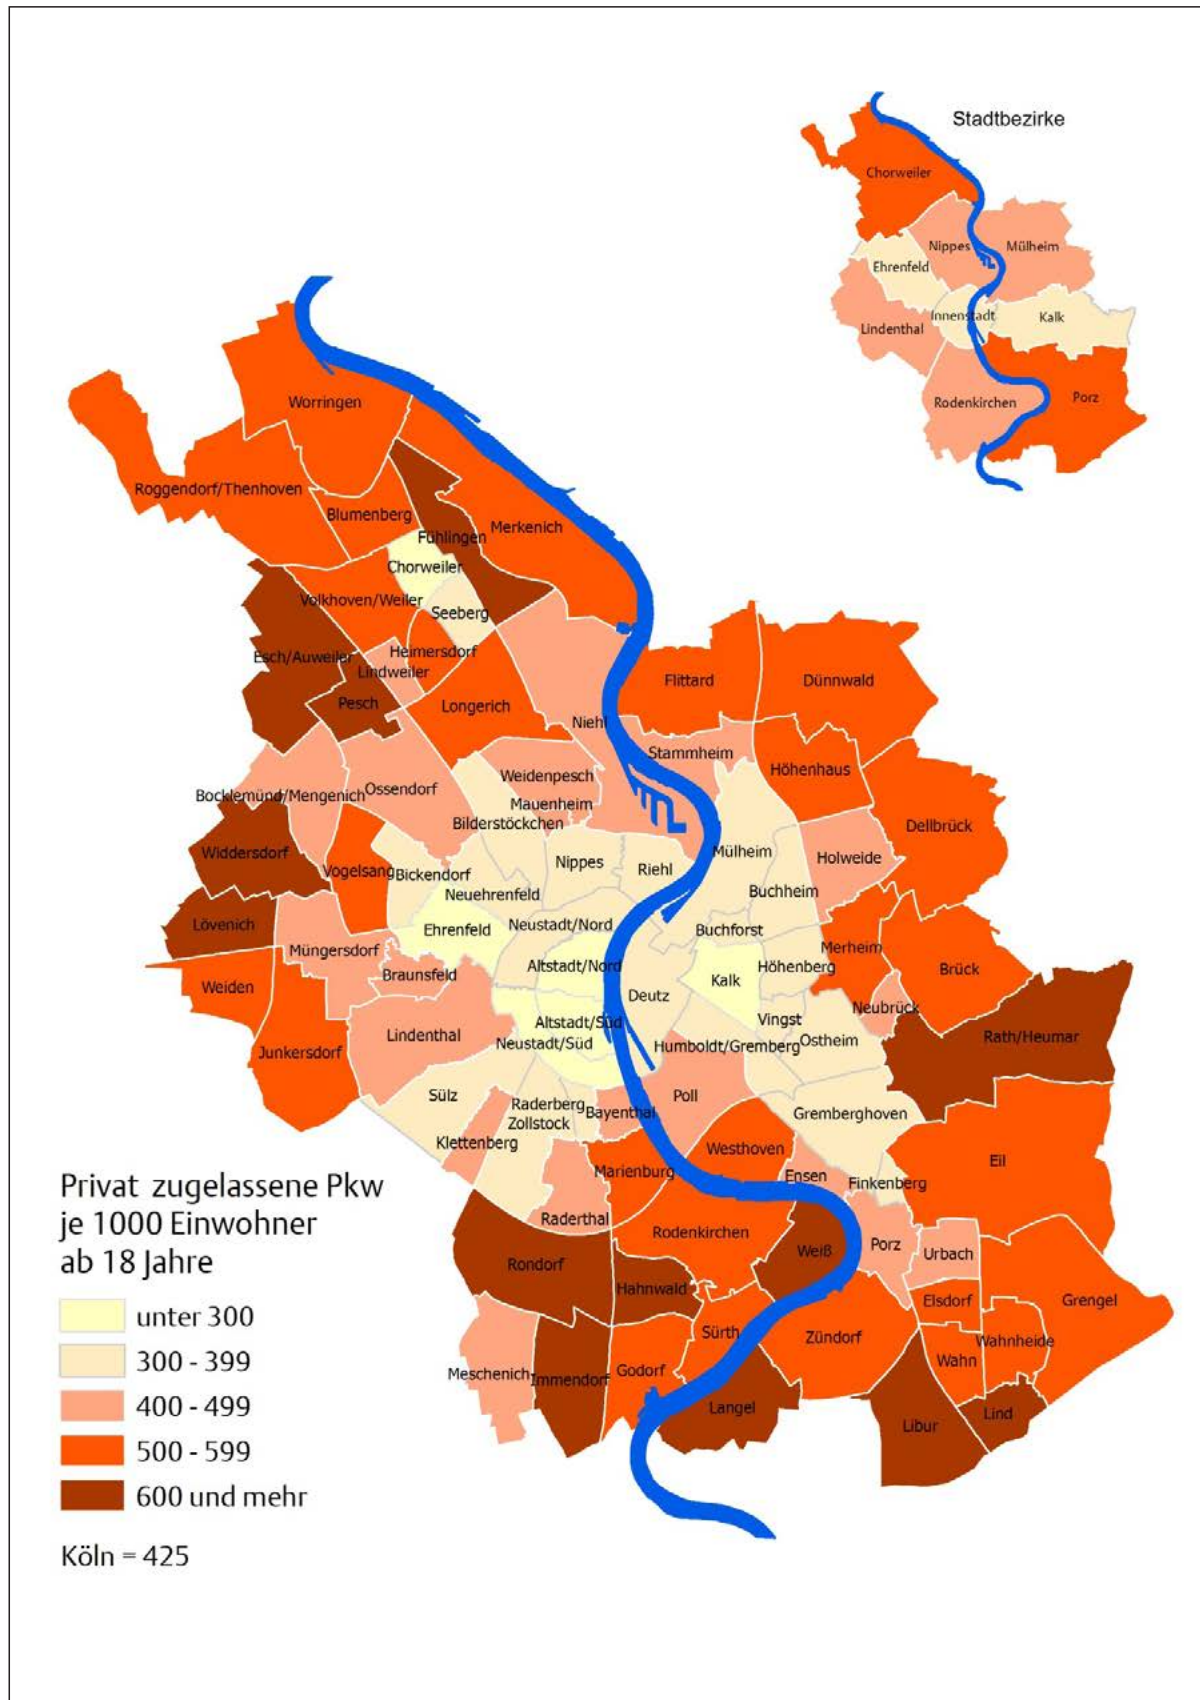 Stadtbezirke
Chorweiler
Nippes
Mülheim
Ehrenfeld
Innenstadt
Kalk
Lindenthal
Rodenkirchen
Porz
Worringen
Roggendorf/Thenhoven
Blumenberg
Merkenich
Fühlingen
Chorweiler
Volkhoven/Weiler
Seeberg
Heimersdorf
Esch/Auweiler
Lindweiler
Pesch
Longerich
Flittard
Dünnwald
Niehl
Stammheim
Höhenhaus
Weidenpesch
Ossendorf
Bocklemünd/Mengenich
Mauenheim
Bilderstöckchen
Dellbrück
Widdersdorf
Mülheim
Holweide
Nippes
Riehl
Vogelsang
Bickendorf
Buchheim
Neuehrenfeld
Lövenich
Ehrenfeld
Neustadt/Nord
Buchforst
Müngersdorf
Merheim
Braunsfeld
Altstadt/Nord
Höhenberg
Brück
Weiden
Kalk
Deutz
Neubrück
Altstadt/Süd
Vingst
Lindenthal
Neustadt/Süd
Humboldt/Gremberg
Ostheim
Rath/Heumar
Junkersdorf
Sülz
Poll
Raderberg
Bayenthal
Zollstock
Gremberghoven
Klettenberg
Westhoven
Eil
Marienburg
Ensen
Finkenberg
Raderthal
Rodenkirchen
Porz
Weiß
Urbach
Rondorf
Hahnwald
Elsdorf
Grengel
Sürth
Zündorf
Wahnheide
Wahn
Meschenich
Immendorf
Godorf
Langel
Libur
Lind
Privat zugelassene Pkw
je 1000 Einwohner
ab 18 Jahre
unter 300
300 - 399
400 - 499
500 - 599
600 und mehr
Köln = 425